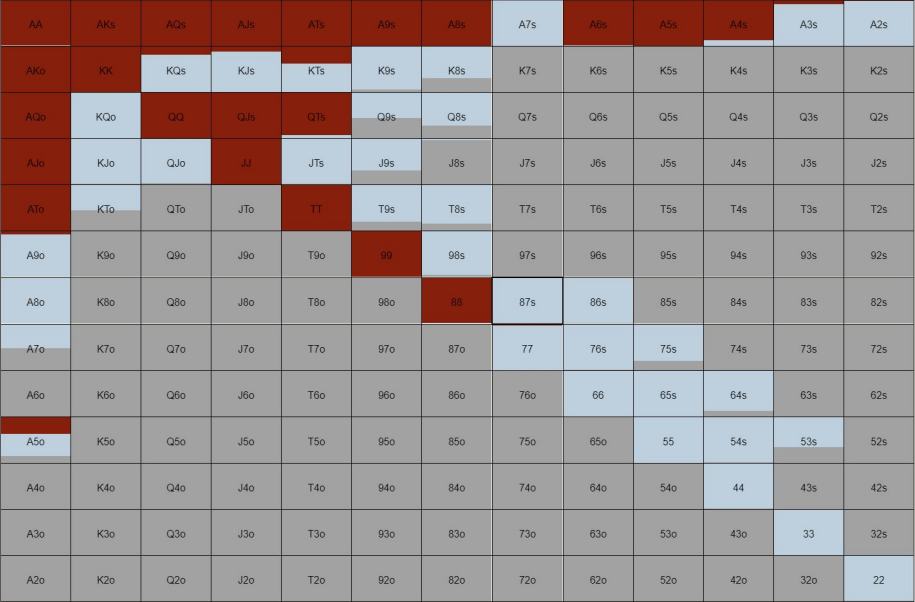 AA AKs AQs AJs ATs A9s A8s A7s A6s A5s A4s A3s A2s
AKo KK KQs KJs KTs K9s K8s K7s K6s K5s K4s K3s K2s
AQo KQo QQ QJs QTs Q9s Q8s Q7s Q6s Q5s Q4s Q3s Q2s
AJo KJo QJo JJ JTs J9s J8s J7s J6s J5s J4s J3s J2s
ATo KTo QTo JTo TT T9s T8s T7s T6s T5s T4s T3s T2s
A9o K9o Q9o J9o T9o 99 98s 97s 96s 95s 94s 93s 92s
A8o K8o Q8o J8o T8o 98o 88 87s 86s 85s 84s 83s 82s
A7o K7o Q7o J7o T7o 97o 87o 77 76s 75s 74s 73s 72s
A6o K6o Q6o J6o T6o 96o 86o 76o 66 65s 64s 63s 62s
A5o K5o Q5o J5o T5o 95o 85o 75o 65o 55 54s 53s 52s
A4o K4o Q4o J4o T4o 94o 84o 74o 64o 54o 44 43s 42s
A3o K3o Q3o J3o T3o 93o 83o 73o 63o 53o 43o 33 32s
A2o K2o Q2o J2o T2o 92o 82o 72o 62o 52o 42o 32o 22